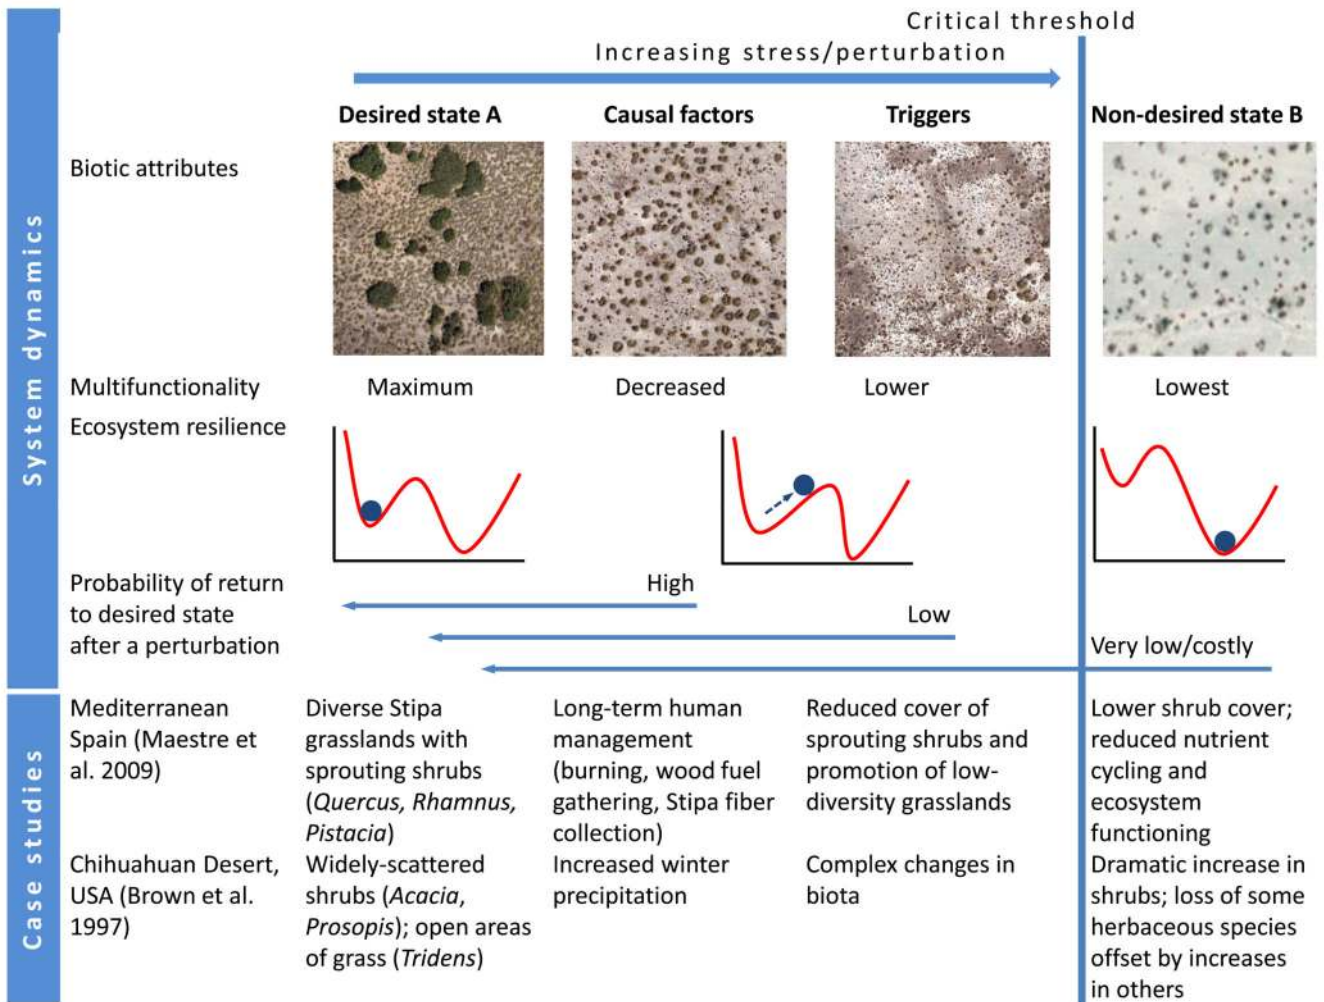 Critical threshold
Increasing stress/perturbation
Desired state A
Causal factors
Triggers
Non-desired state B
System dynamics
Biotic attributes
Multifunctionality
Maximum
Decreased
Lower
Lowest
Ecosystem resilience
Probability of return
to desired state
after a perturbation
High
Low
Very low/costly
Case studies
Mediterranean
Spain (Maestre et
al. 2009)
Diverse Stipa
grasslands with
sprouting shrubs
(Quercus, Rhamnus,
Pistacia)
Long-term human
management
(burning, wood fuel
gathering, Stipa fiber
collection)
Reduced cover of
sprouting shrubs and
promotion of low-
diversity grasslands
Lower shrub cover;
reduced nutrient
cycling and
ecosystem
functioning
Chihuahuan Desert,
USA (Brown et al.
1997)
Widely-scattered
shrubs (Acacia,
Prosopis); open areas
of grass (Tridens)
Increased winter
precipitation
Complex changes in
biota
Dramatic increase in
shrubs; loss of some
herbaceous species
offset by increases
in others